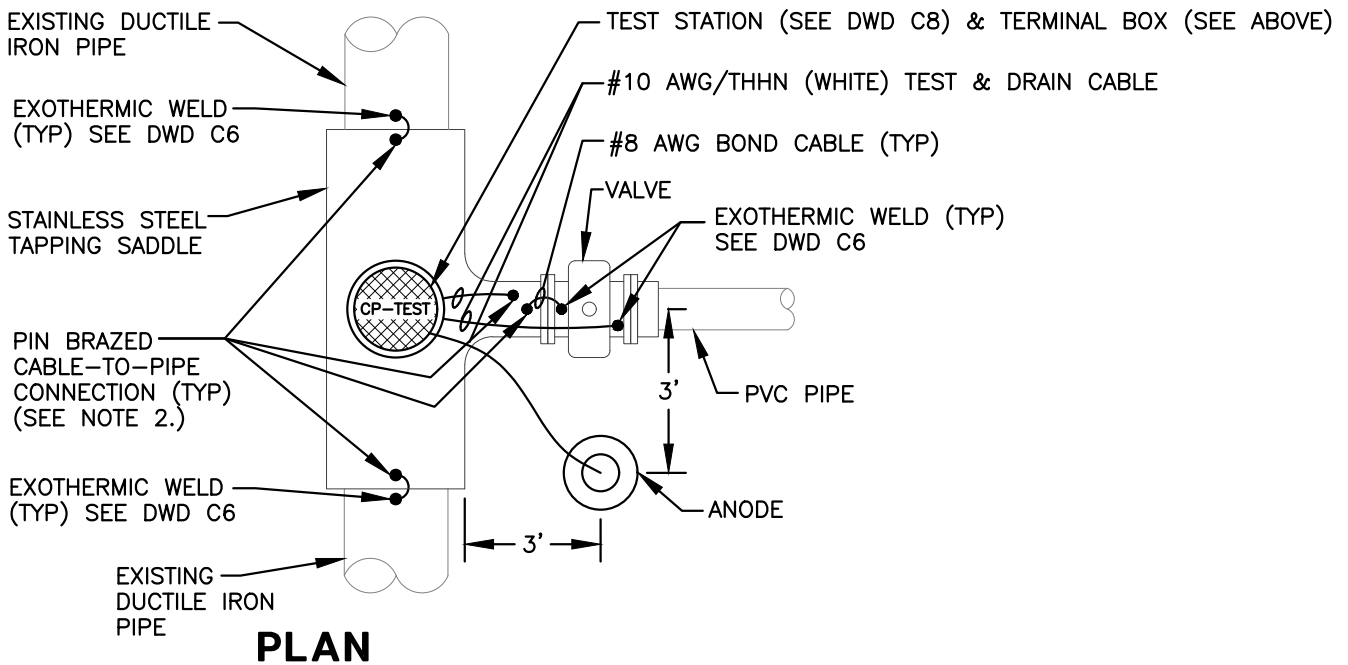 EXISTING DUCTILE
IRON PIPE
TEST STATION (SEE DWD C8) & TERMINAL BOX (SEE ABOVE)
#10 AWG/THHN (WHITE) TEST & DRAIN CABLE
EXOTHERMIC WELD
(TYP) SEE DWD C6
#8 AWG BOND CABLE (TYP)
VALVE
STAINLESS STEEL
TAPPING SADDLE
EXOTHERMIC WELD (TYP)
SEE DWD C6
CP-TEST
PIN BRAZED
CABLE-TO-PIPE
CONNECTION (TYP)
(SEE NOTE 2.)
3'
PVC PIPE
EXOTHERMIC WELD
(TYP) SEE DWD C6
ANODE
3'
EXISTING
DUCTILE IRON
PIPE
PLAN